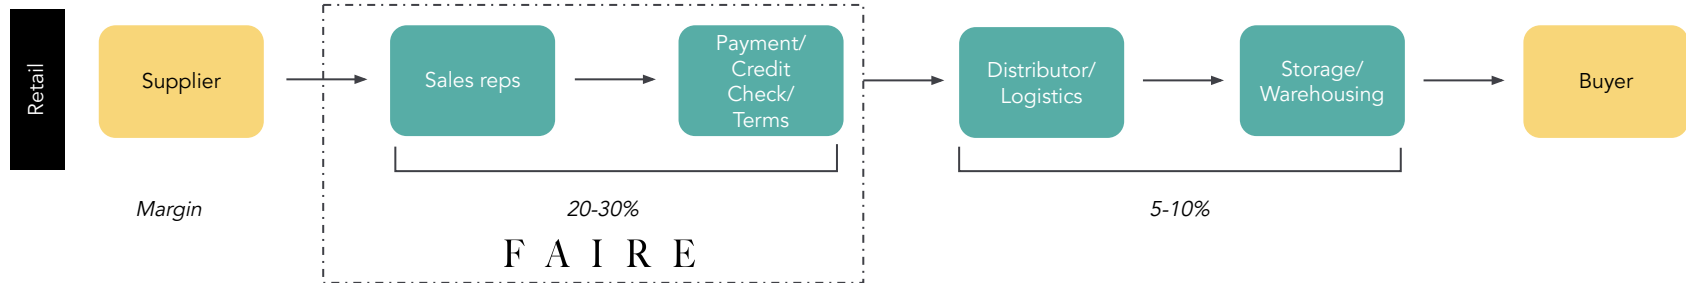 Retail
Supplier
Sales reps
Payment/
Credit
Check/
Terms
Distributor/
Logistics
Storage/
Warehousing
Buyer
Margin
20-30%
5-10%
FAIRE